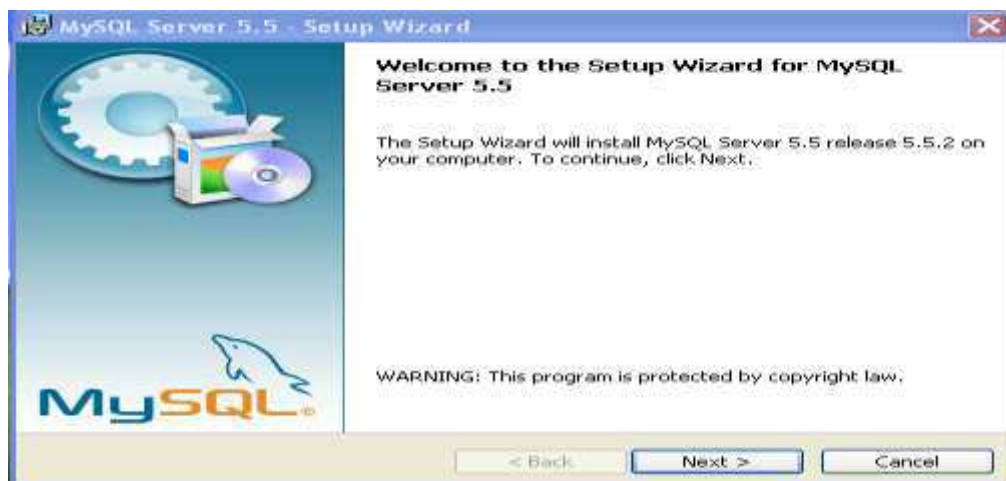 MySQL Server 5.5 - Setup Wizard
Welcome to the Setup Wizard for MySQL
Server 5.5
The Setup Wizard will install MySQL Server 5.5 release 5.5.2 on
your computer. To continue, click Next.
WARNING: This program is protected by copyright law.
MySQL®
< Back
Next >
Cancel